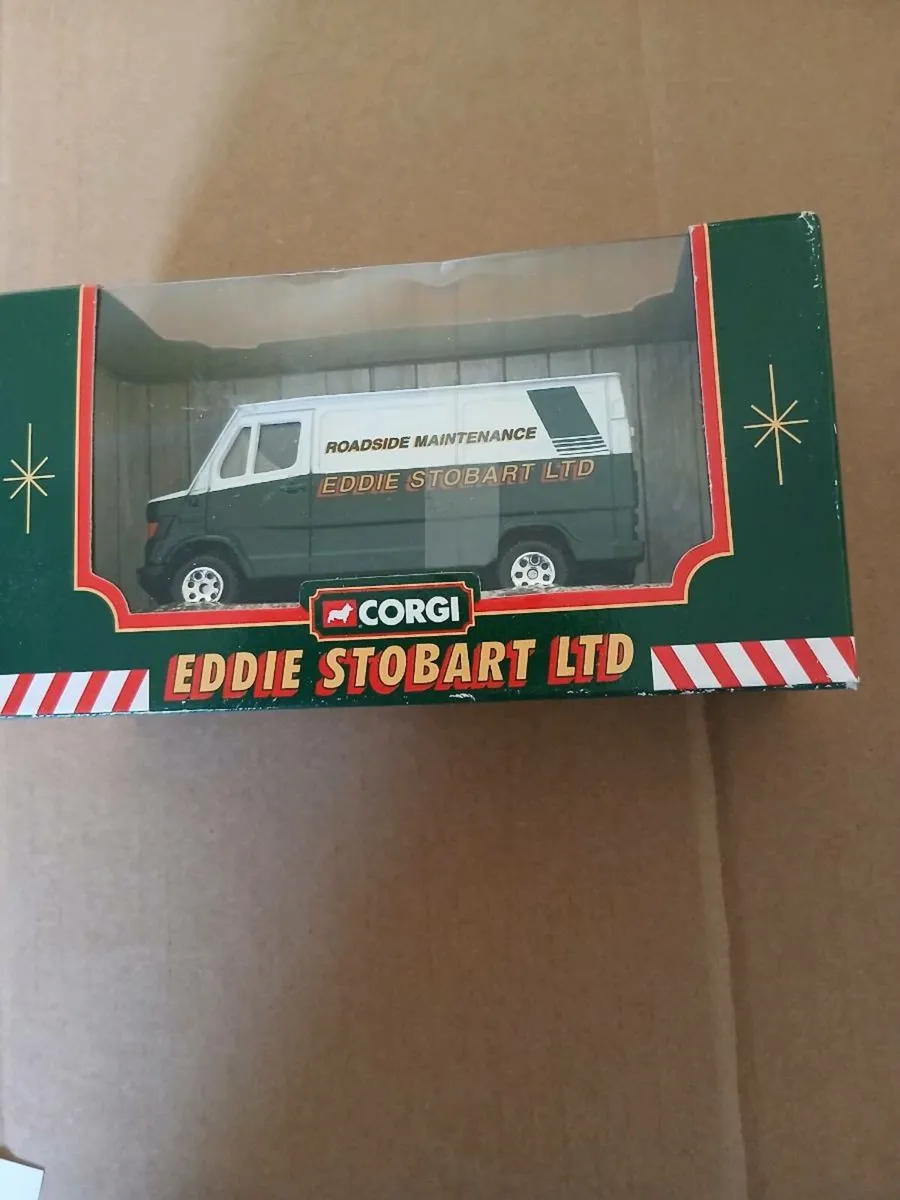 ROADSIDE MAINTENANCE
EDDIE STOBART LTD
CORGI
EDDIE STOBART LTD